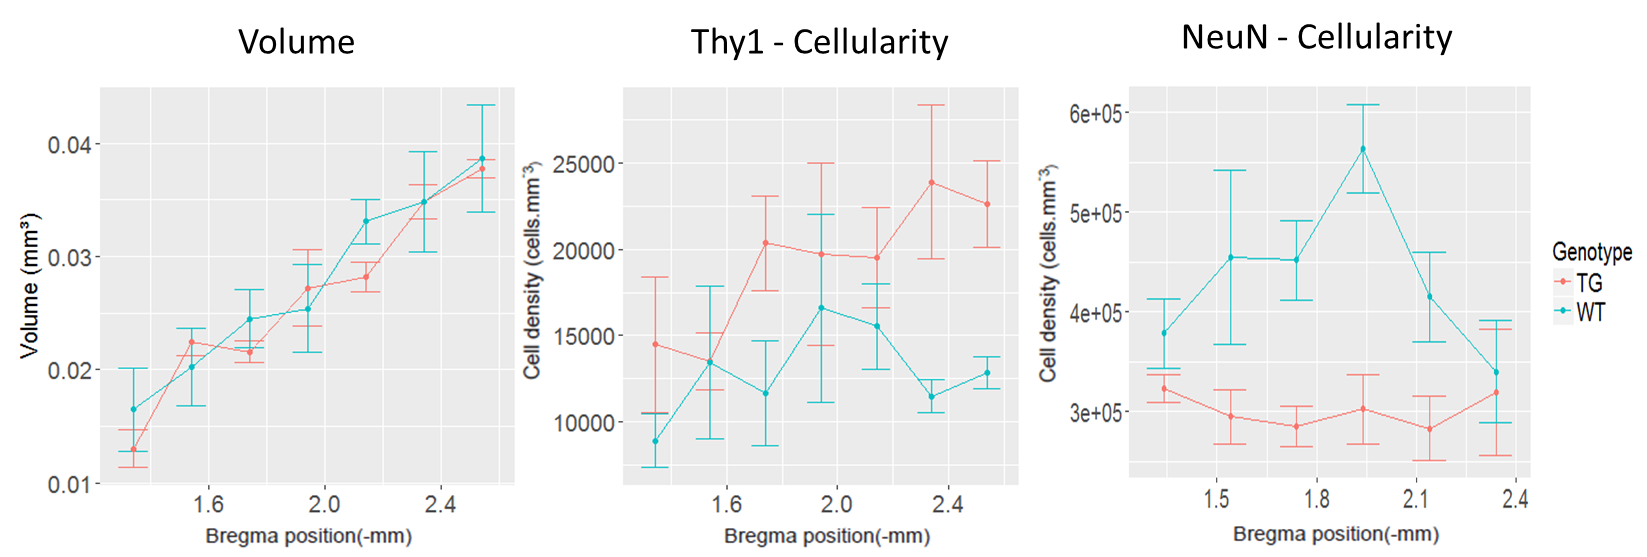 Volume
Thy1 - Cellularity
NeuN - Cellularity
Volume (mm³)
0.04
0.03
0.02
0.01
1.6
2.0
2.4
Bregma position(-mm)
Cell density (cells.mm⁻³)
25000
20000
15000
10000
1.6
2.0
2.4
Bregma position(-mm)
Cell density (cells.mm⁻³)
6e+05
5e+05
4e+05
3e+05
1.5
1.8
2.1
2.4
Bregma position(-mm)
Genotype
TG
WT